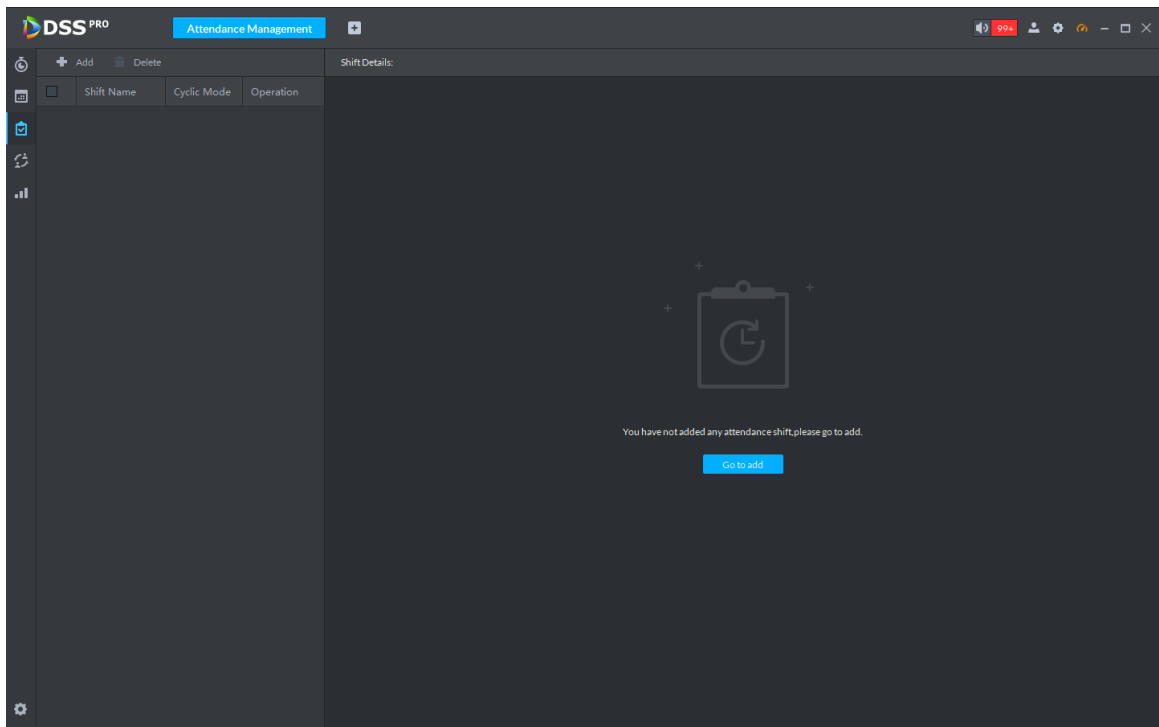 DSS PRO Attendance Management 99+
Add Delete Shift Details:
Shift Name Cyclic Mode Operation
You have not added any attendance shift,please go to add.
Go to add